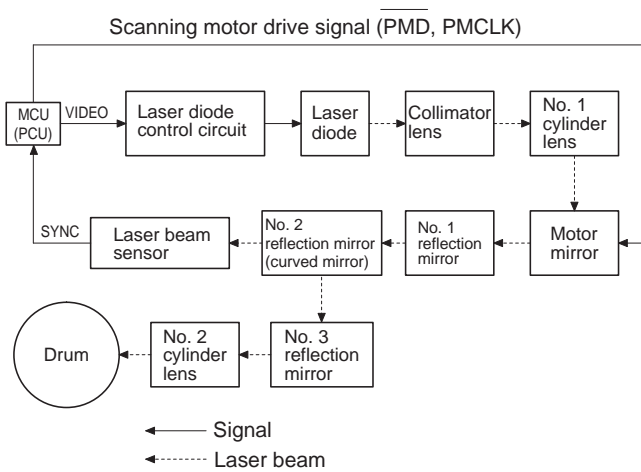 Scanning motor drive signal (PMD, PMCLK)
MCU
(PCU)
VIDEO
Laser diode
control circuit
Laser
diode
Collimator
lens
No. 1
cylinder
lens
SYNC
Laser beam
sensor
No. 2
reflection mirror
(curved mirror)
No. 1
reflection
mirror
Motor
mirror
Drum
No. 2
cylinder
lens
No. 3
reflection
mirror
Signal
Laser beam